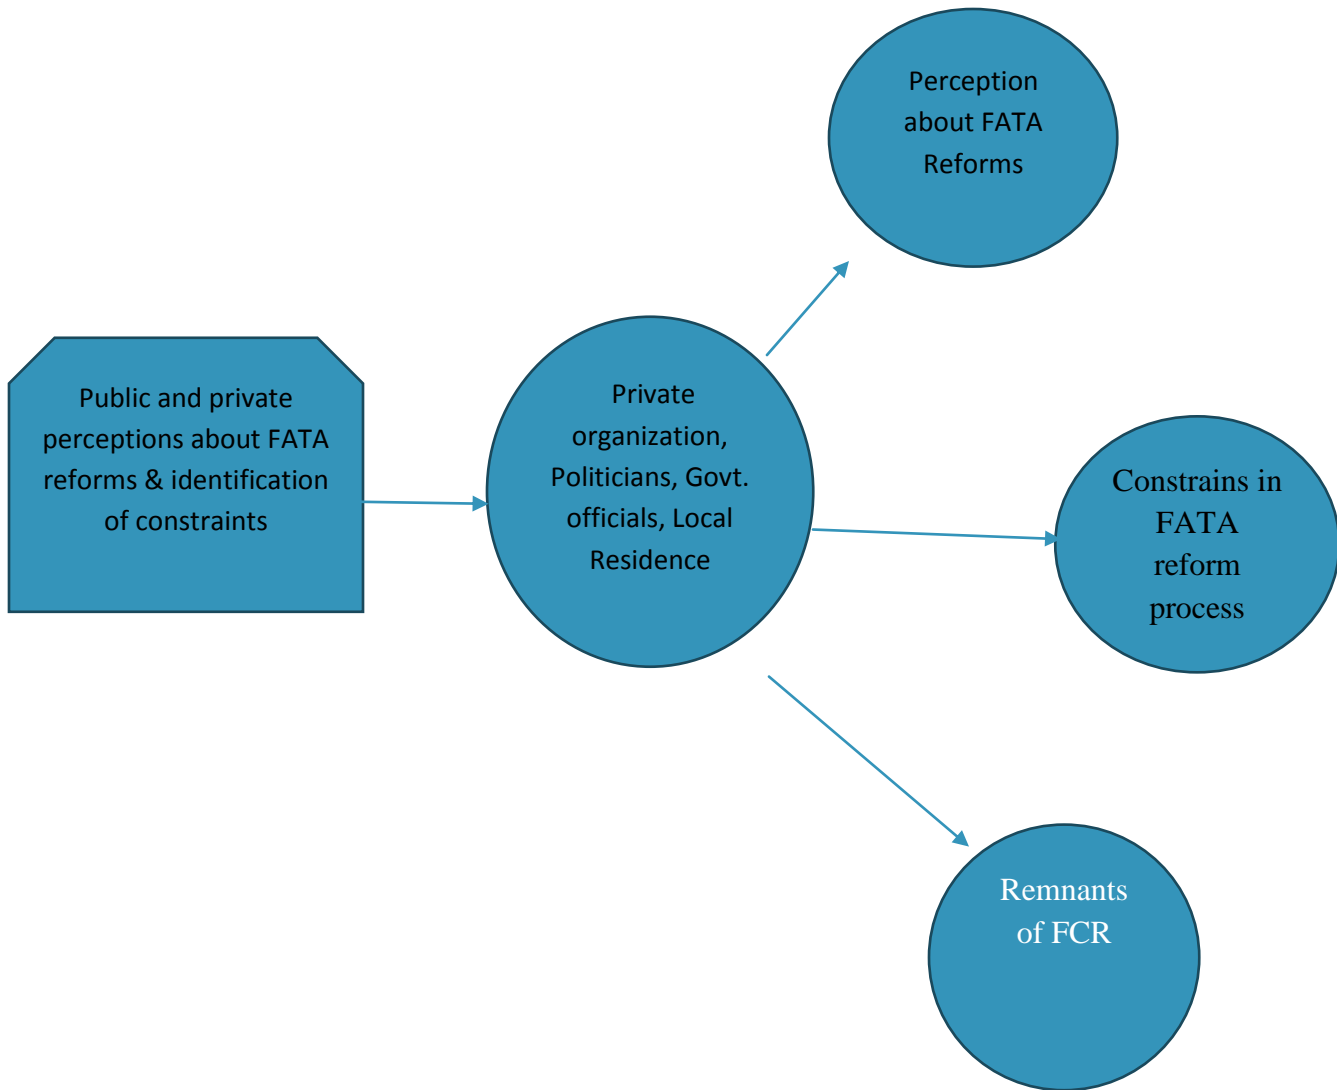 Perception
about FATA
Reforms
Public and private
perceptions about FATA
reforms & identification
of constraints
Private
organization,
Politicians, Govt.
officials, Local
Residence
Constrains in
FATA
reform
process
Remnants
of FCR